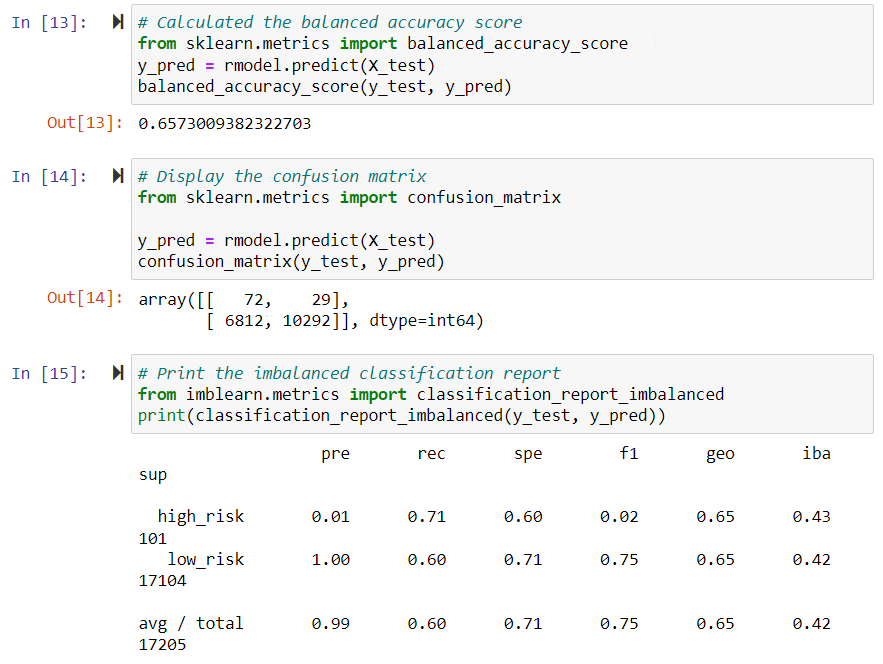 In [13]: # Calculated the balanced accuracy score
from sklearn.metrics import balanced_accuracy_score
y_pred = rmodel.predict(X_test)
balanced_accuracy_score(y_test, y_pred)
Out[13]: 0.6573009382322703
In [14]: # Display the confusion matrix
from sklearn.metrics import confusion_matrix
y_pred = rmodel.predict(X_test)
confusion_matrix(y_test, y_pred)
Out[14]: array([[   72,    29],
       [ 6812, 10292]], dtype=int64)
In [15]: # Print the imbalanced classification report
from imblearn.metrics import classification_report_imbalanced
print(classification_report_imbalanced(y_test, y_pred))
pre       rec       spe        f1       geo       iba
sup
high_risk       0.01      0.71      0.60      0.02      0.65      0.43
101
low_risk       1.00      0.60      0.71      0.75      0.65      0.42
17104
avg / total       0.99      0.60      0.71      0.75      0.65      0.42
17205